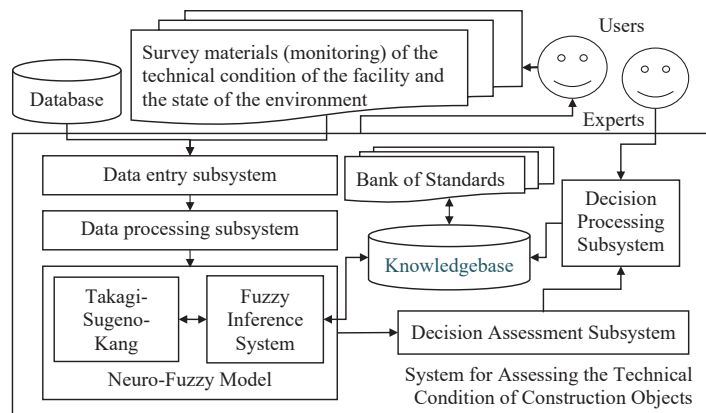 Users
Survey materials (monitoring) of the
technical condition of the facility and
the state of the environment
Database
Experts
Data entry subsystem
Bank of Standards
Decision
Processing
Subsystem
Data processing subsystem
Knowledgebase
Takagi-
Sugeno-
Kang
Fuzzy
Inference
System
Neuro-Fuzzy Model
Decision Assessment Subsystem
System for Assessing the Technical
Condition of Construction Objects